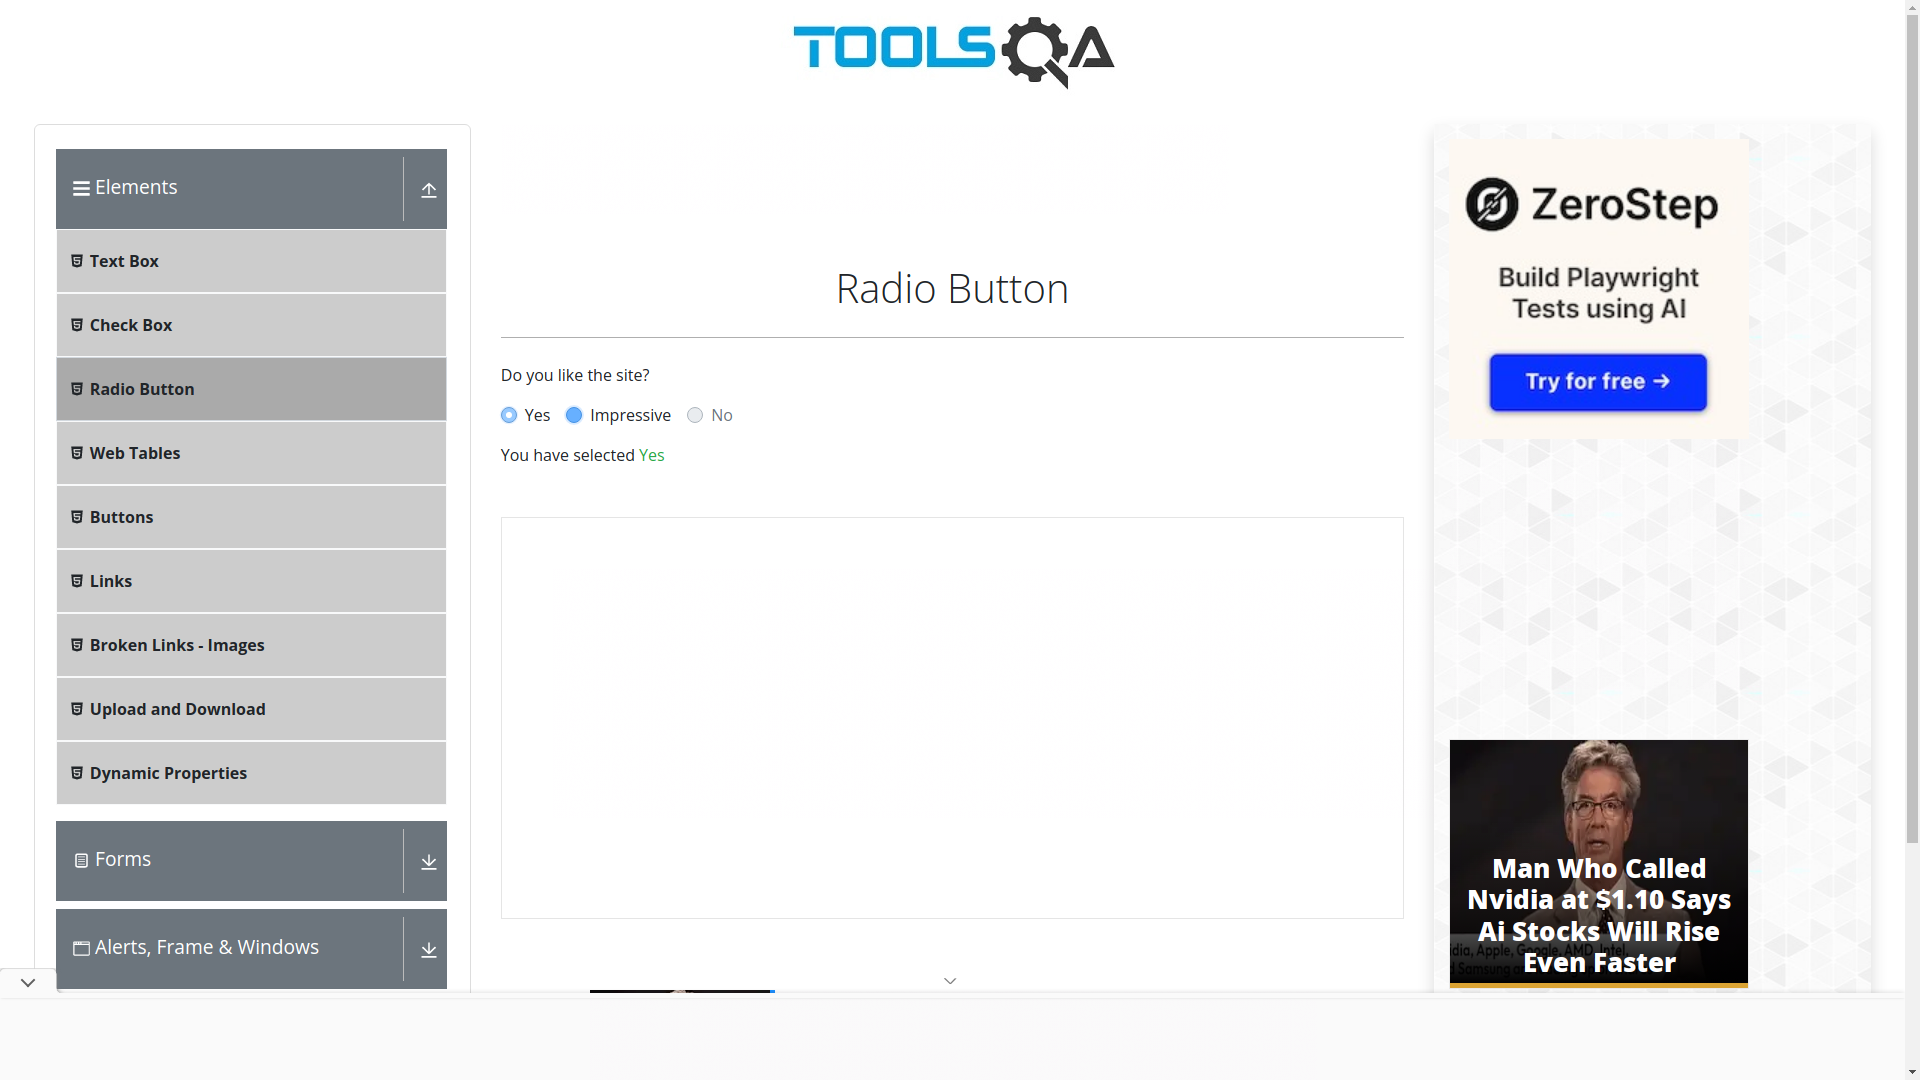 TOOLSQA
Elements
Text Box
Check Box
Radio Button
Web Tables
Buttons
Links
Broken Links - Images
Upload and Download
Dynamic Properties
Forms
Alerts, Frame & Windows
Radio Button
Do you like the site?
Yes Impressive No
You have selected Yes
ZeroStep
Build Playwright
Tests using AI
Try for free →
Man Who Called
Nvidia at $1.10 Says
Ai Stocks Will Rise
Even Faster
dia, Apple, Google, AMD, Intel,
Samsung